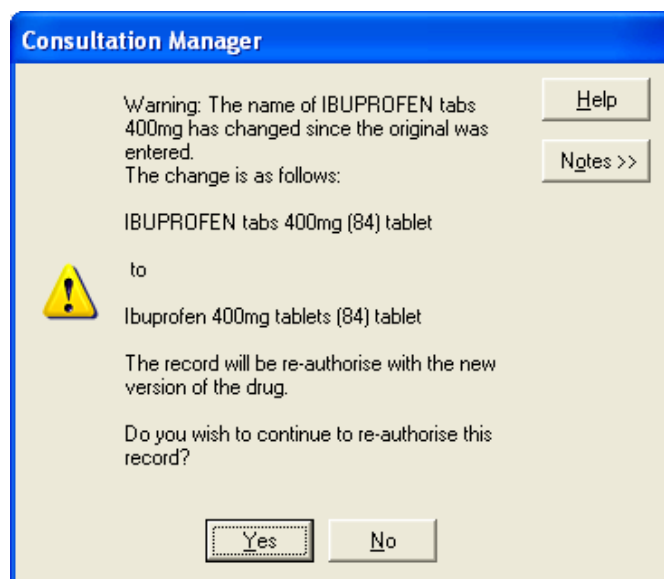 Consultation Manager
Warning: The name of IBUPROFEN tabs
400mg has changed since the original was
entered.
The change is as follows:
IBUPROFEN tabs 400mg (84) tablet
to
Ibuprofen 400mg tablets (84) tablet
The record will be re-authorise with the new
version of the drug.
Do you wish to continue to re-authorise this
record?
Help
Notes >>
Yes
No